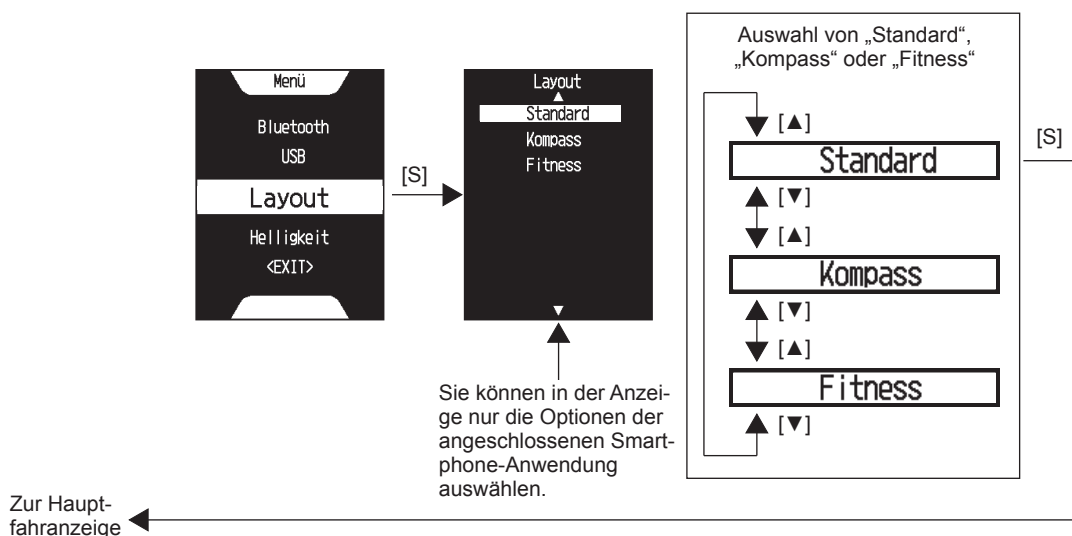 Auswahl von „Standard“,
„Kompass“ oder „Fitness“
Menü
Bluetooth
USB
Layout
Helligkeit
<EXIT>
[S]
Layout
▲
Standard
Kompass
Fitness
▼
[▲]
Standard
[▼]
[▲]
Kompass
[▼]
[▲]
Fitness
[▼]
[S]
Sie können in der Anzei-
ge nur die Optionen der
angeschlossenen Smart-
phone-Anwendung
auswählen.
Zur Haupt-
fahranzeige